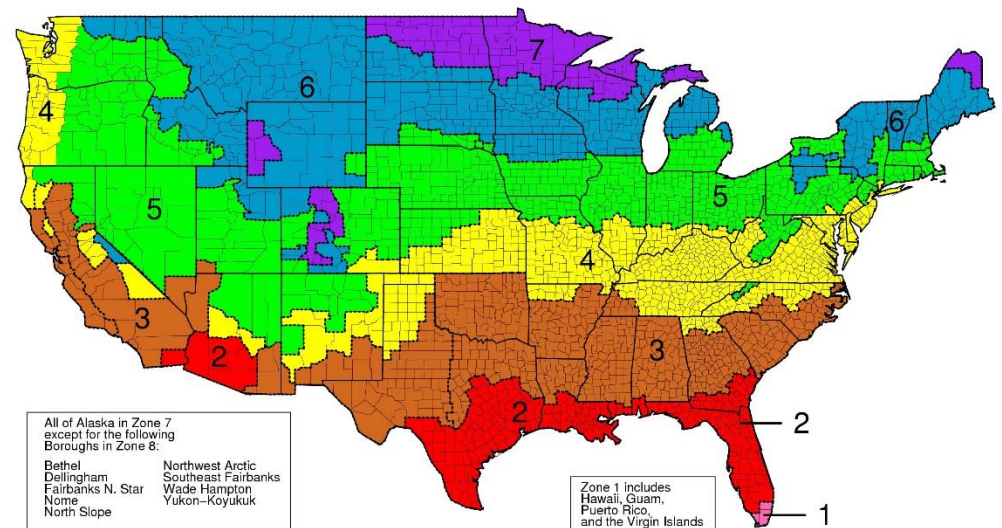 7
6
6
4
5
5
4
3
3
2
2
2
1
All of Alaska in Zone 7
except for the following
Boroughs in Zone 8:
Bethel Northwest Arctic
Dellingham Southeast Fairbanks
Fairbanks N. Star Wade Hampton
Nome Yukon-Koyukuk
North Slope
Zone 1 includes
Hawaii, Guam,
Puerto Rico,
and the Virgin Islands